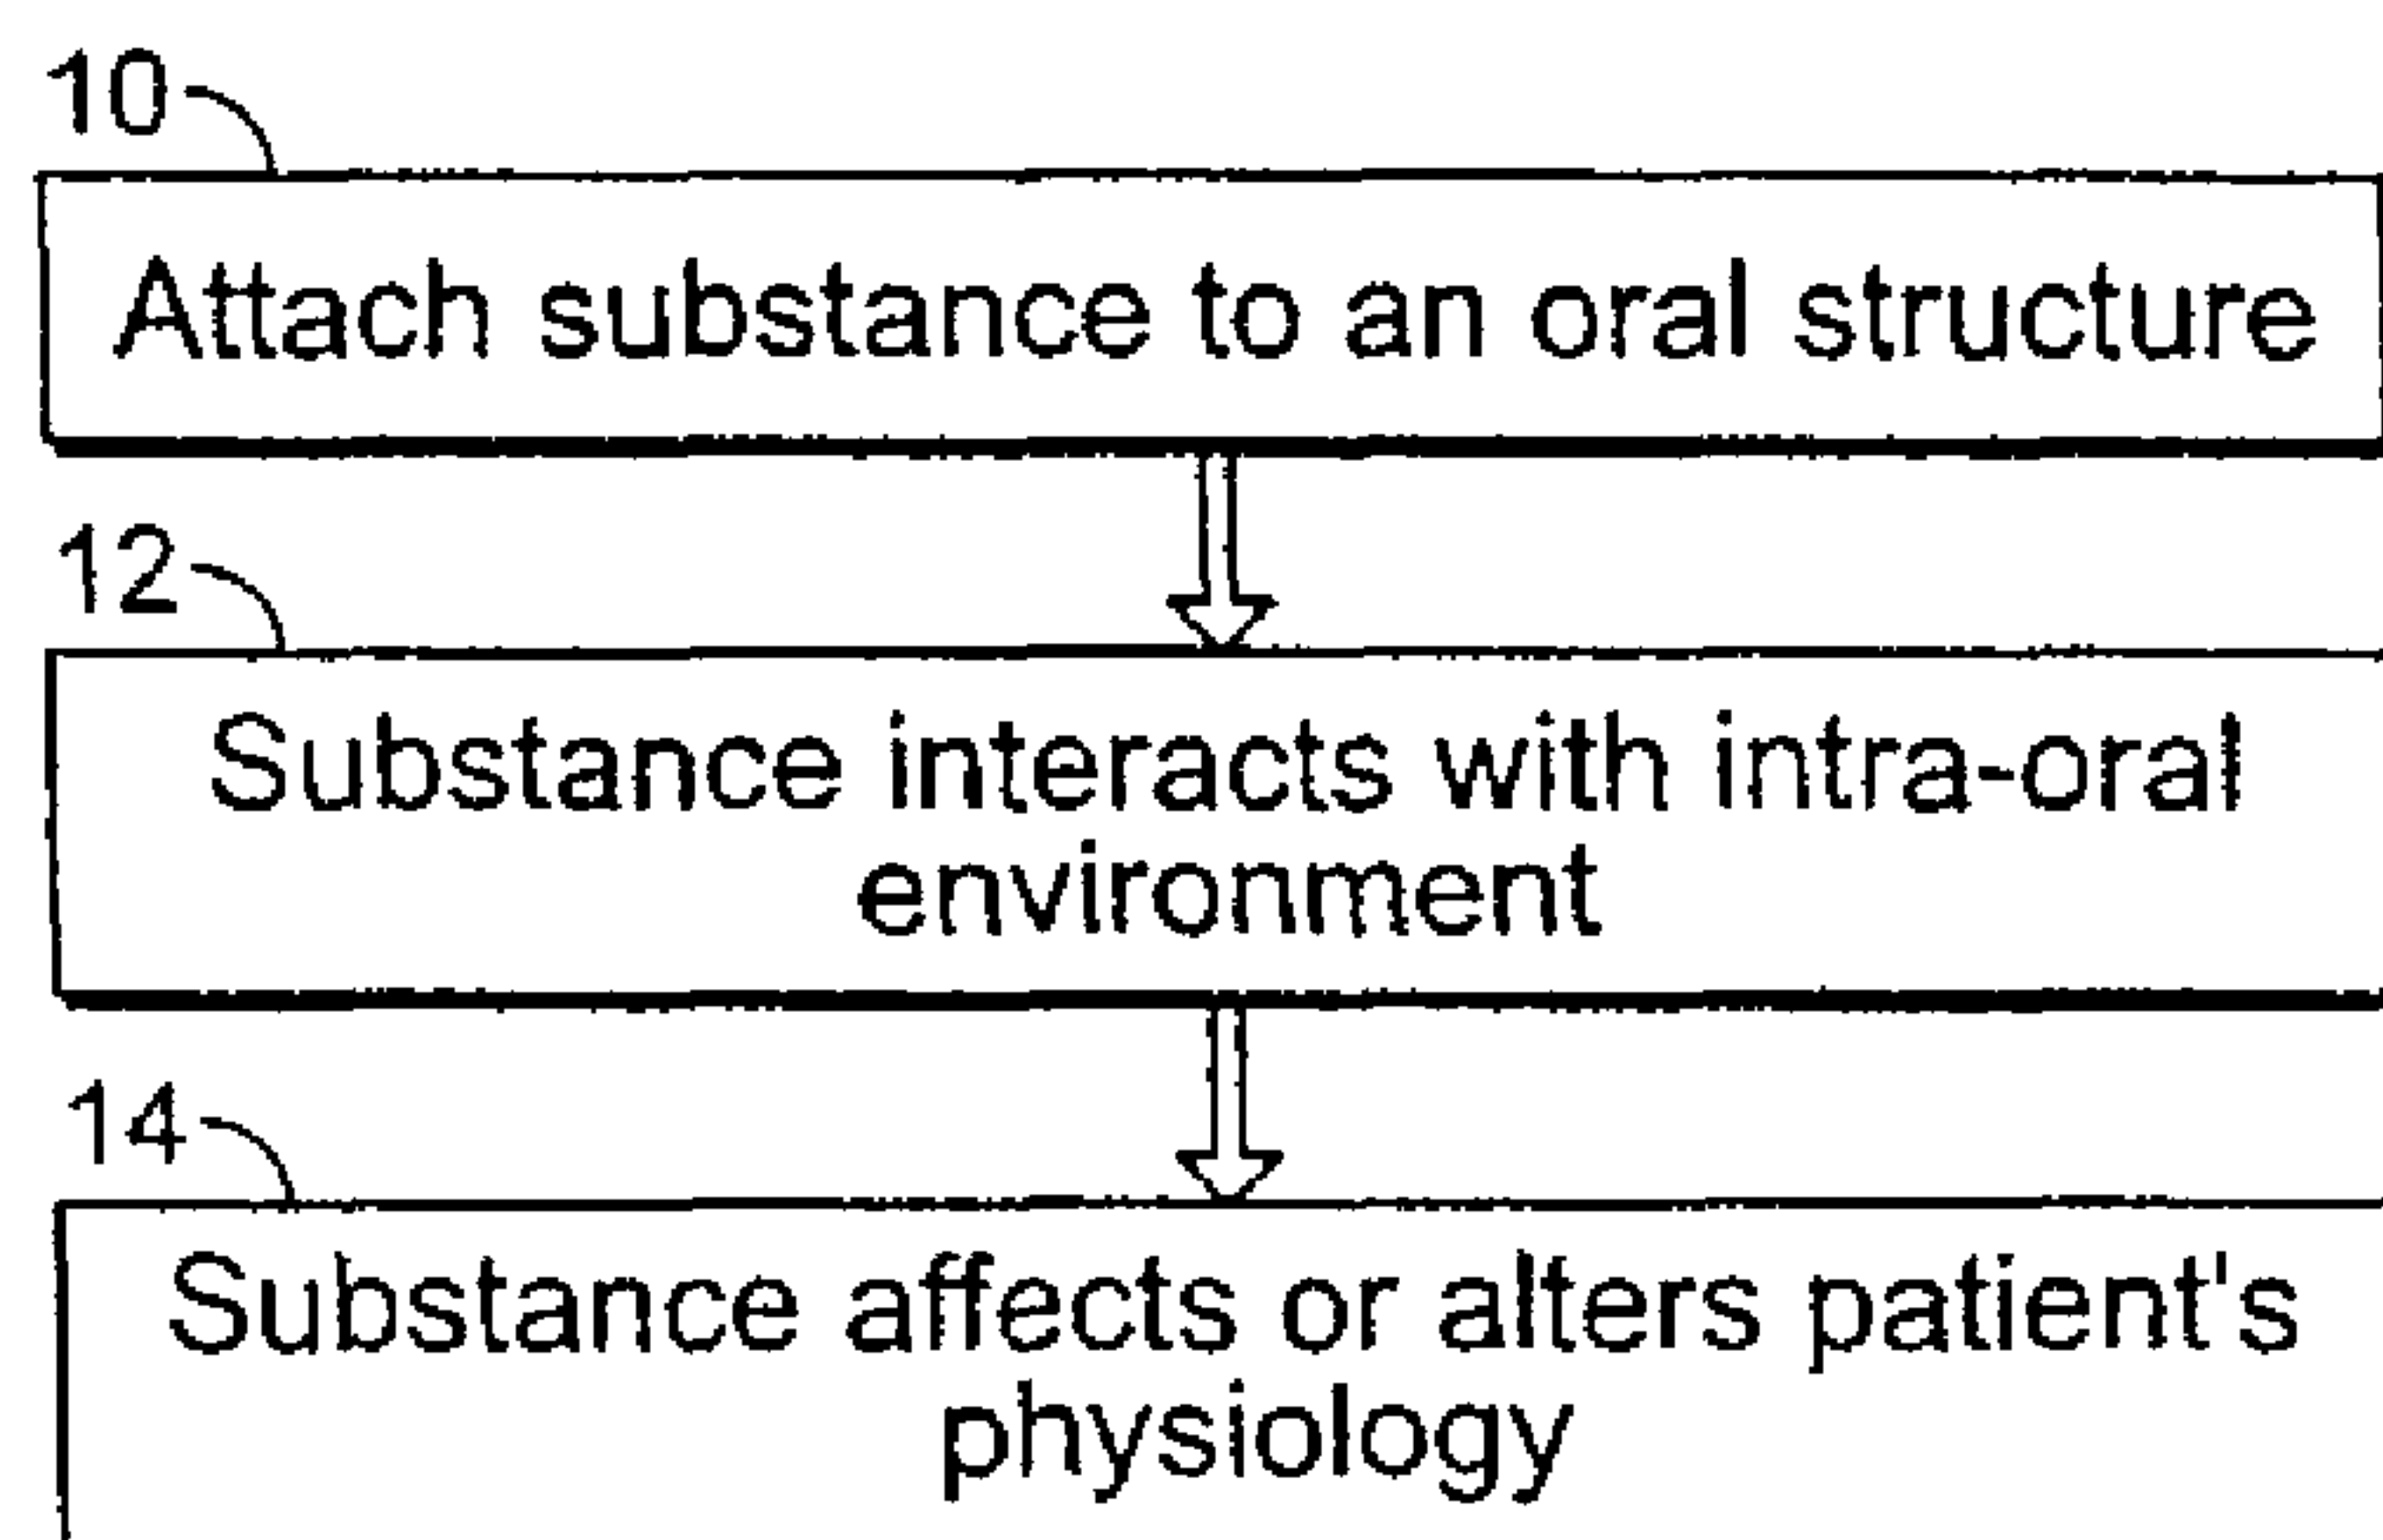 10
Attach substance to an oral structure
12
Substance interacts with intra-oral
environment
14
Substance affects or alters patient's
physiology